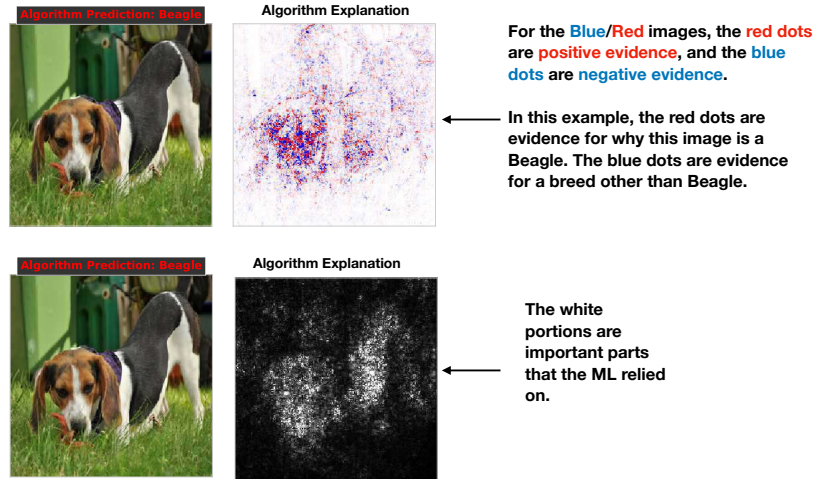 Algorithm Prediction: Beagle
Algorithm Explanation
For the Blue/Red images, the red dots
are positive evidence, and the blue
dots are negative evidence.
In this example, the red dots are
evidence for why this image is a
Beagle. The blue dots are evidence
for a breed other than Beagle.
Algorithm Prediction: Beagle
Algorithm Explanation
The white
portions are
important parts
that the ML relied
on.